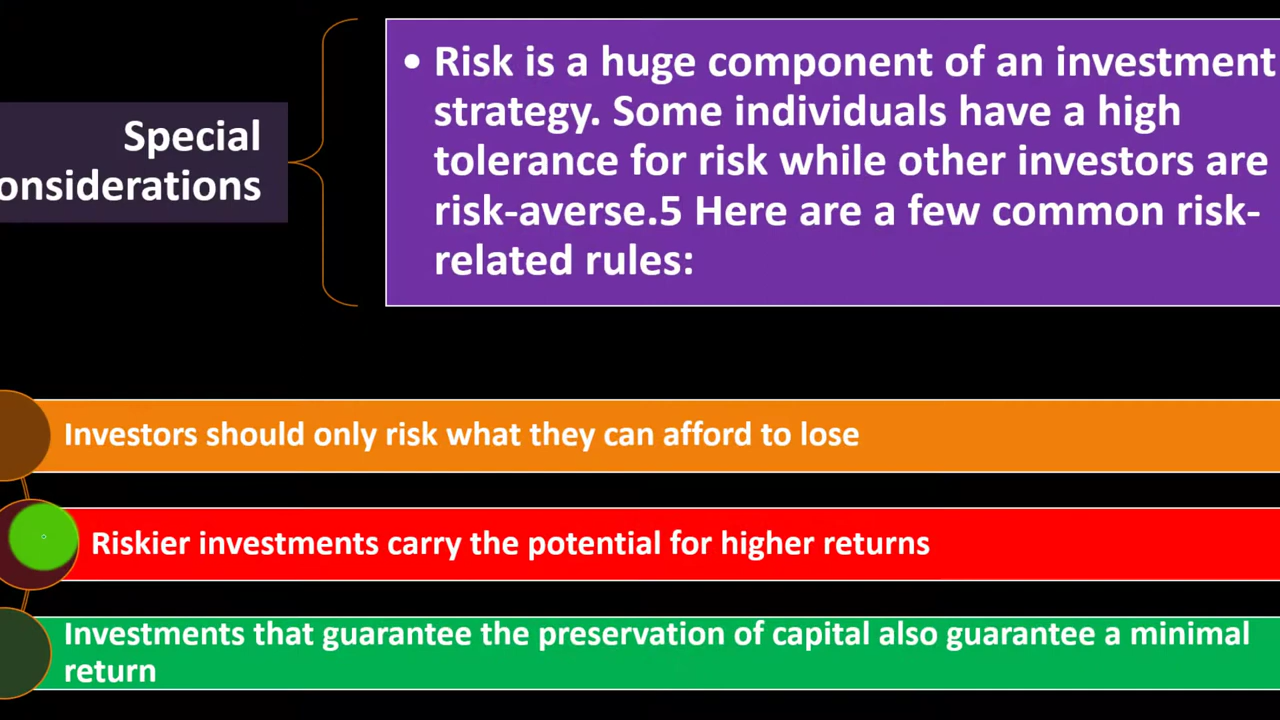 Special
onsiderations
• Risk is a huge component of an investment
strategy. Some individuals have a high
tolerance for risk while other investors are
risk-averse.5 Here are a few common risk-
related rules:
Investors should only risk what they can afford to lose
Riskier investments carry the potential for higher returns
Investments that guarantee the preservation of capital also guarantee a minimal
return